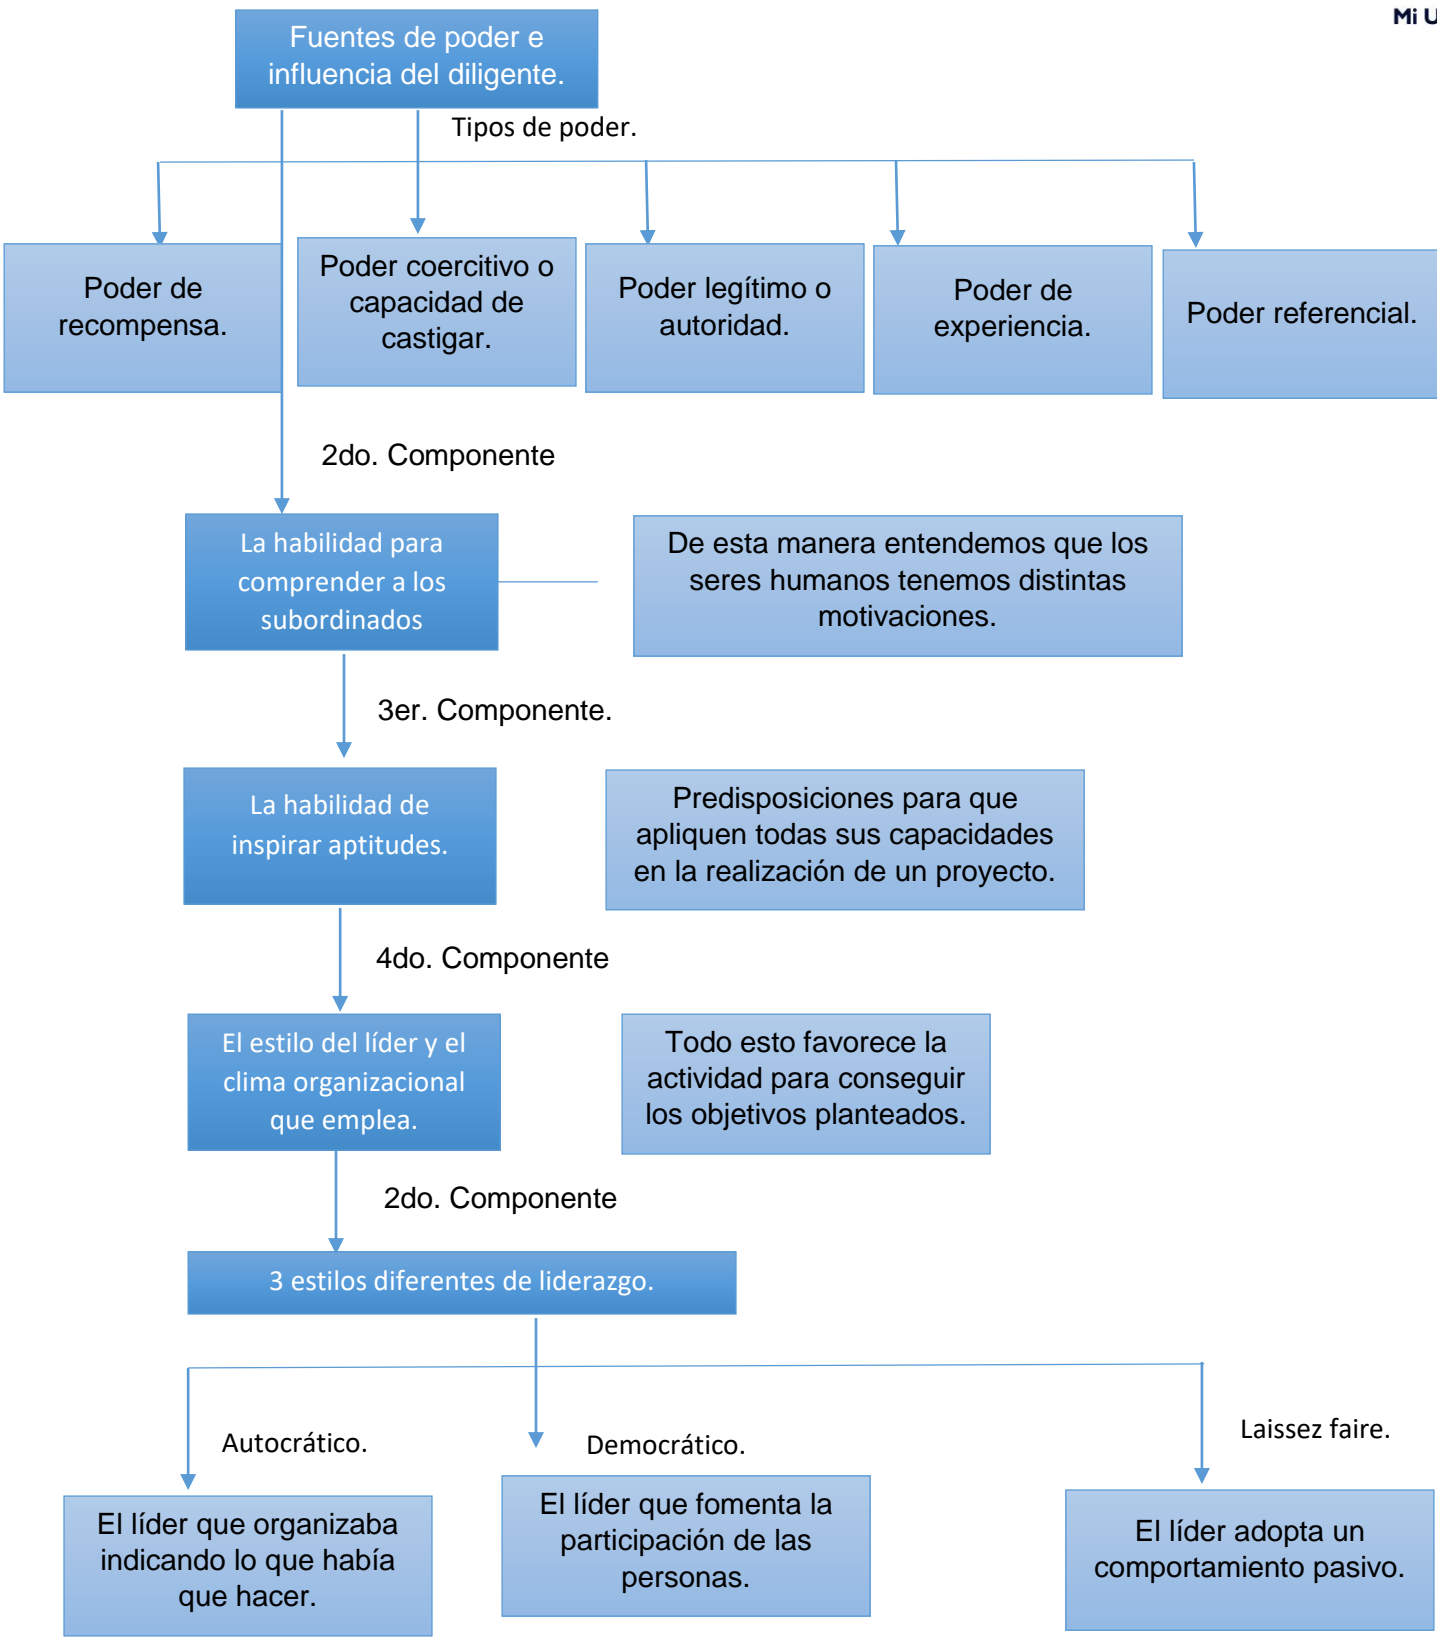 Mi U
Fuentes de poder e
influencia del diligente.
Tipos de poder.
Poder de
recompensa.
Poder coercitivo o
capacidad de
castigar.
Poder legítimo o
autoridad.
Poder de
experiencia.
Poder referencial.
2do. Componente
La habilidad para
comprender a los
subordinados
De esta manera entendemos que los
seres humanos tenemos distintas
motivaciones.
3er. Componente.
La habilidad de
inspirar aptitudes.
Predisposiciones para que
apliquen todas sus capacidades
en la realización de un proyecto.
4do. Componente
El estilo del líder y el
clima organizacional
que emplea.
Todo esto favorece la
actividad para conseguir
los objetivos planteados.
2do. Componente
3 estilos diferentes de liderazgo.
Autocrático.
Democrático.
Laissez faire.
El líder que organizaba
indicando lo que había
que hacer.
El líder que fomenta la
participación de las
personas.
El líder adopta un
comportamiento pasivo.